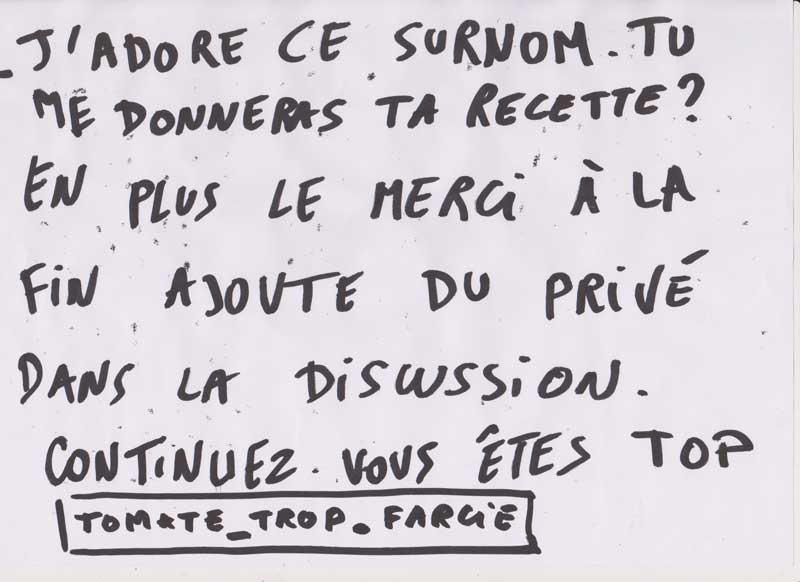 _J'ADORE CE SURNOM. TU
ME DONNERAS TA RECETTE?
EN PLUS LE MERCI À LA
FIN AJOUTE DU PRIVÉ
DANS LA DISCUSSION.
CONTINUEZ. VOUS ÊTES TOP
TOMATE_TROP_FARCIE